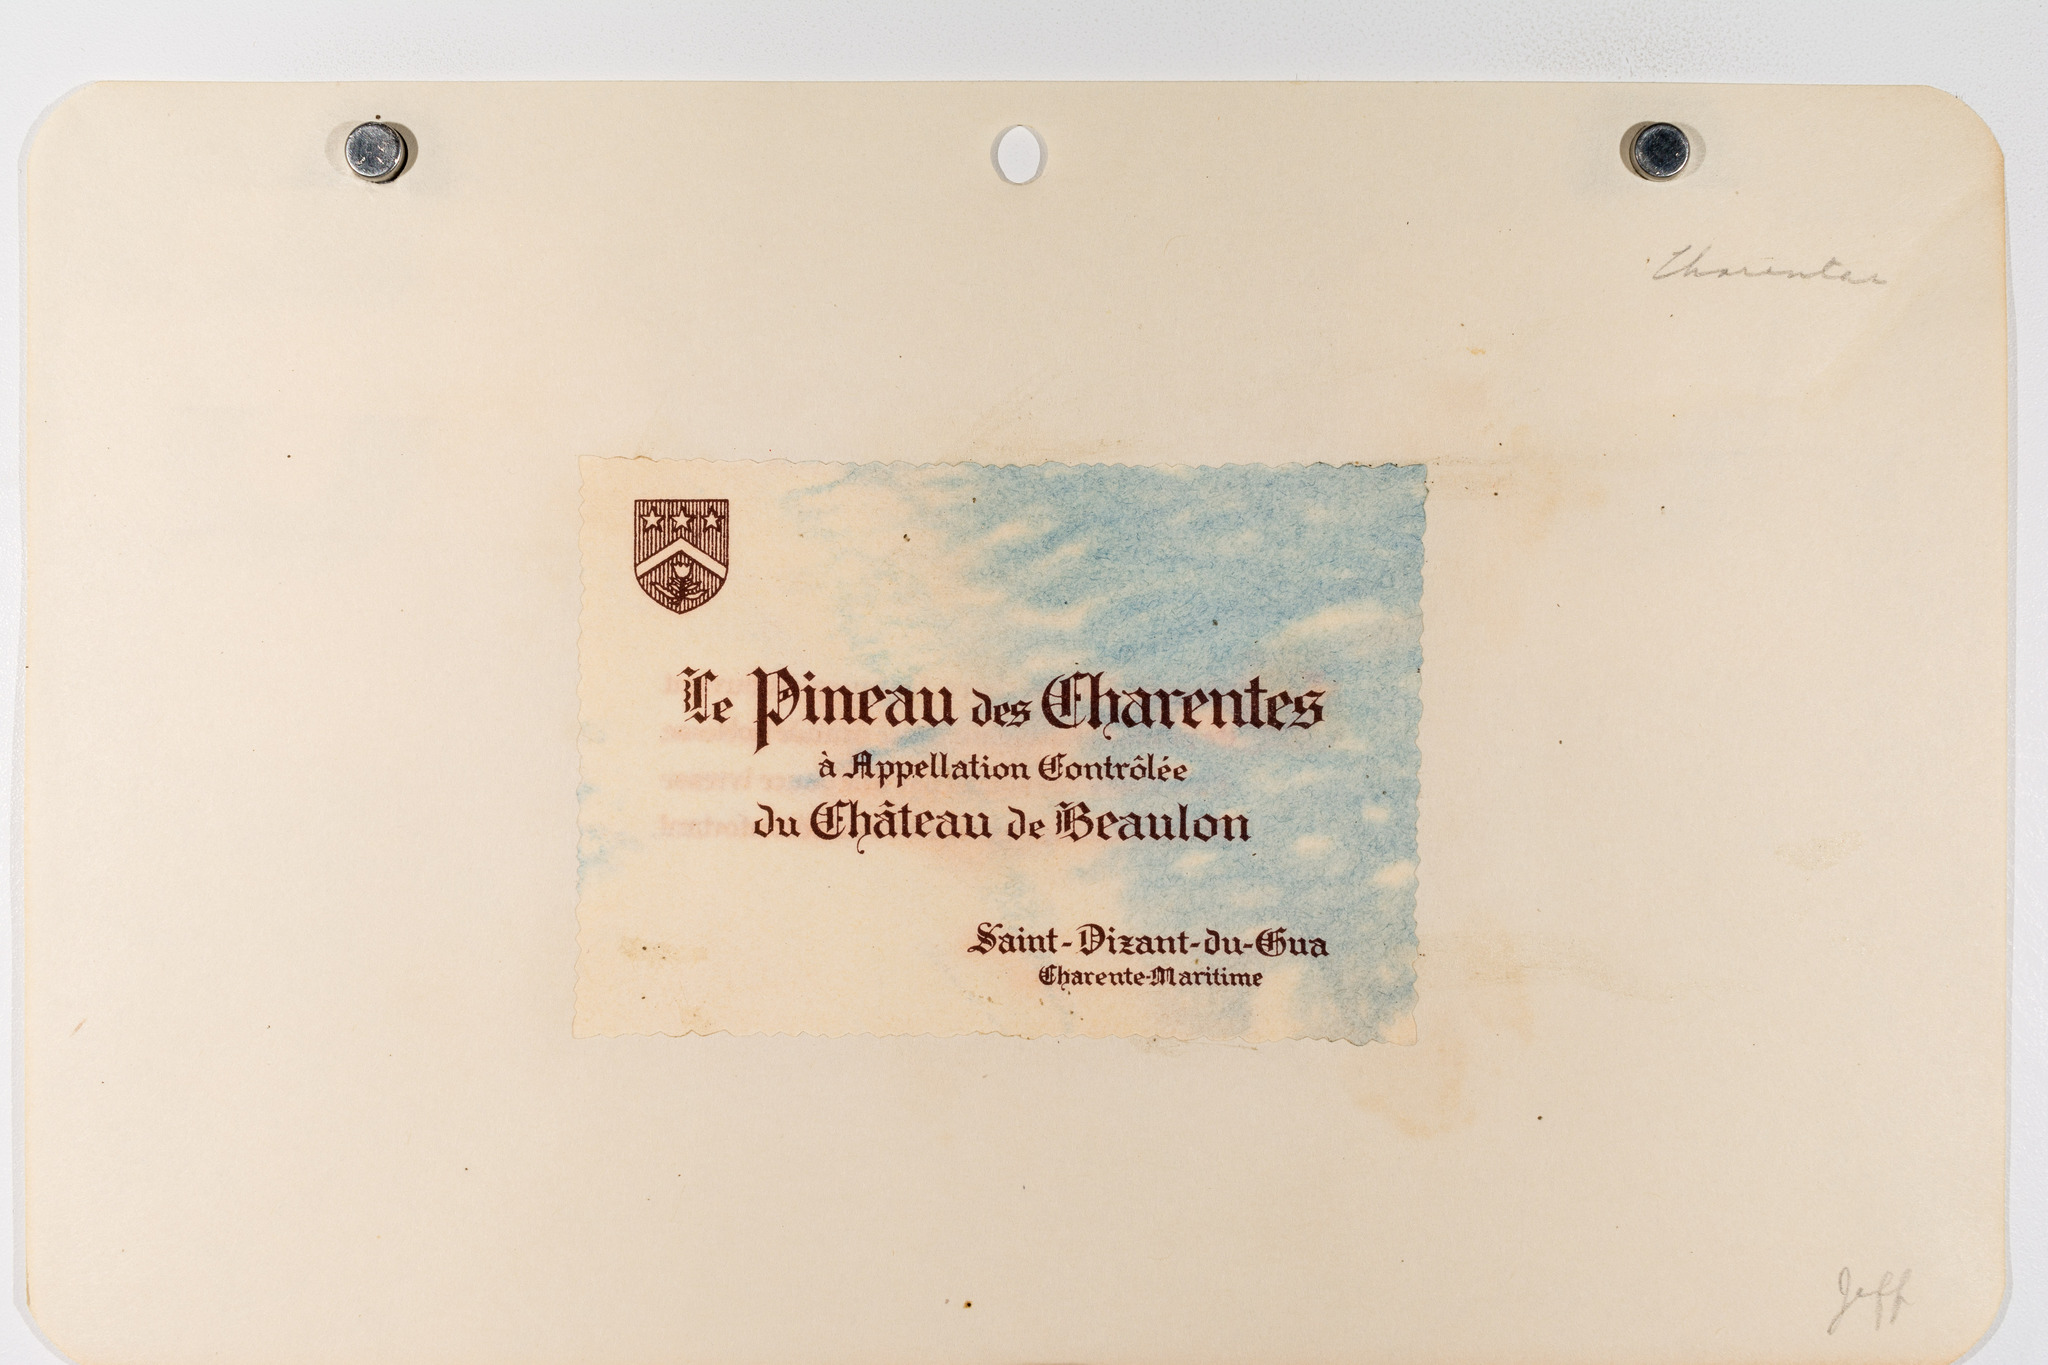 Charentes
Le Pineau des Charentes
à Appellation Contrôlée
du Château de Beaulon
Saint-Dizant-du-Gua
Charente-Maritime
Jeff